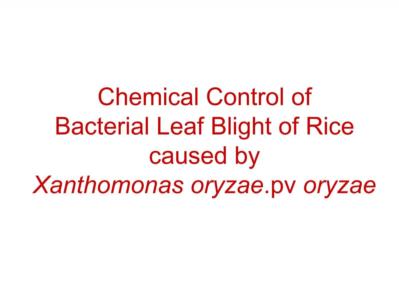 Chemical Control of
Bacterial Leaf Blight of Rice
caused by
Xanthomonas oryzae.pv oryzae